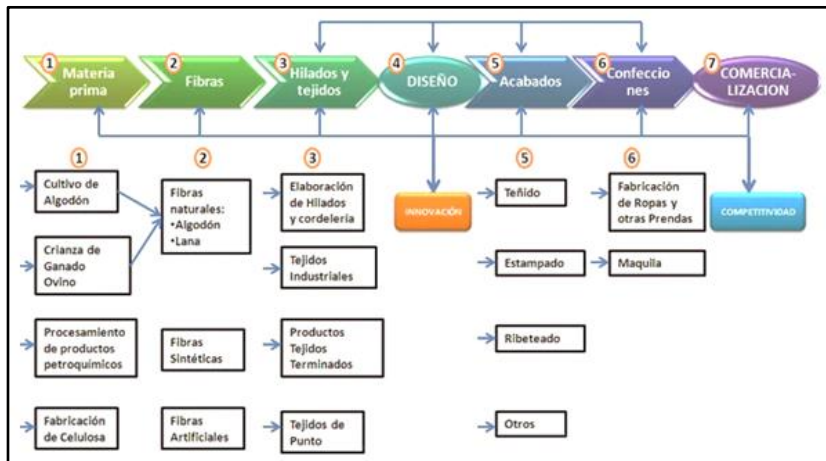 1 Materia
prima
2 Fibras
3 Hilados y
tejidos
4 DISEÑO
5 Acabados
6 Confeccio
nes
7 COMERCIA-
LIZACION
1
2
3
5
6
Cultivo de
Algodón
Crianza de
Ganado
Ovino
Procesamiento
de productos
petroquímicos
Fabricación
de Celulosa
Fibras
naturales:
•Algodón
•Lana
Fibras
Sintéticas
Fibras
Artificiales
Elaboración
de Hilados
y cordelería
Tejidos
Industriales
Productos
Tejidos
Terminados
Tejidos de
Punto
INNOVACIÓN
Teñido
Estampado
Ribeteado
Otros
Fabricación
de Ropas y
otras Prendas
Maquila
COMPETITIVIDAD